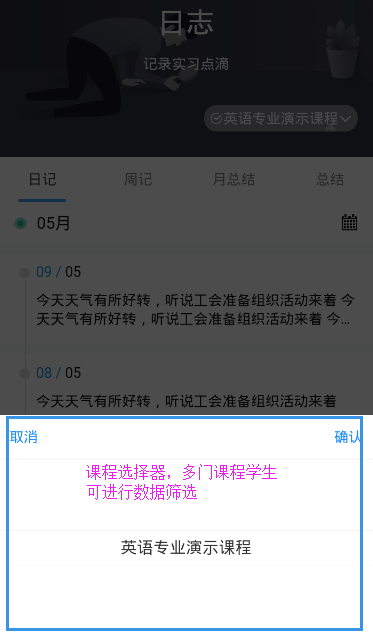 日志
记录实习点滴
英语专业演示课程
日记 周记 月总结 总结
05月
09 / 05
今天天气有所好转，听说工会准备组织活动来着 今
天天气有所好转，听说工会准备组织活动来着 今...
08 / 05
今天天气有所好转，听说工会准备组织活动来着
取消 确认
课程选择器，多门课程学生
可进行数据筛选
英语专业演示课程